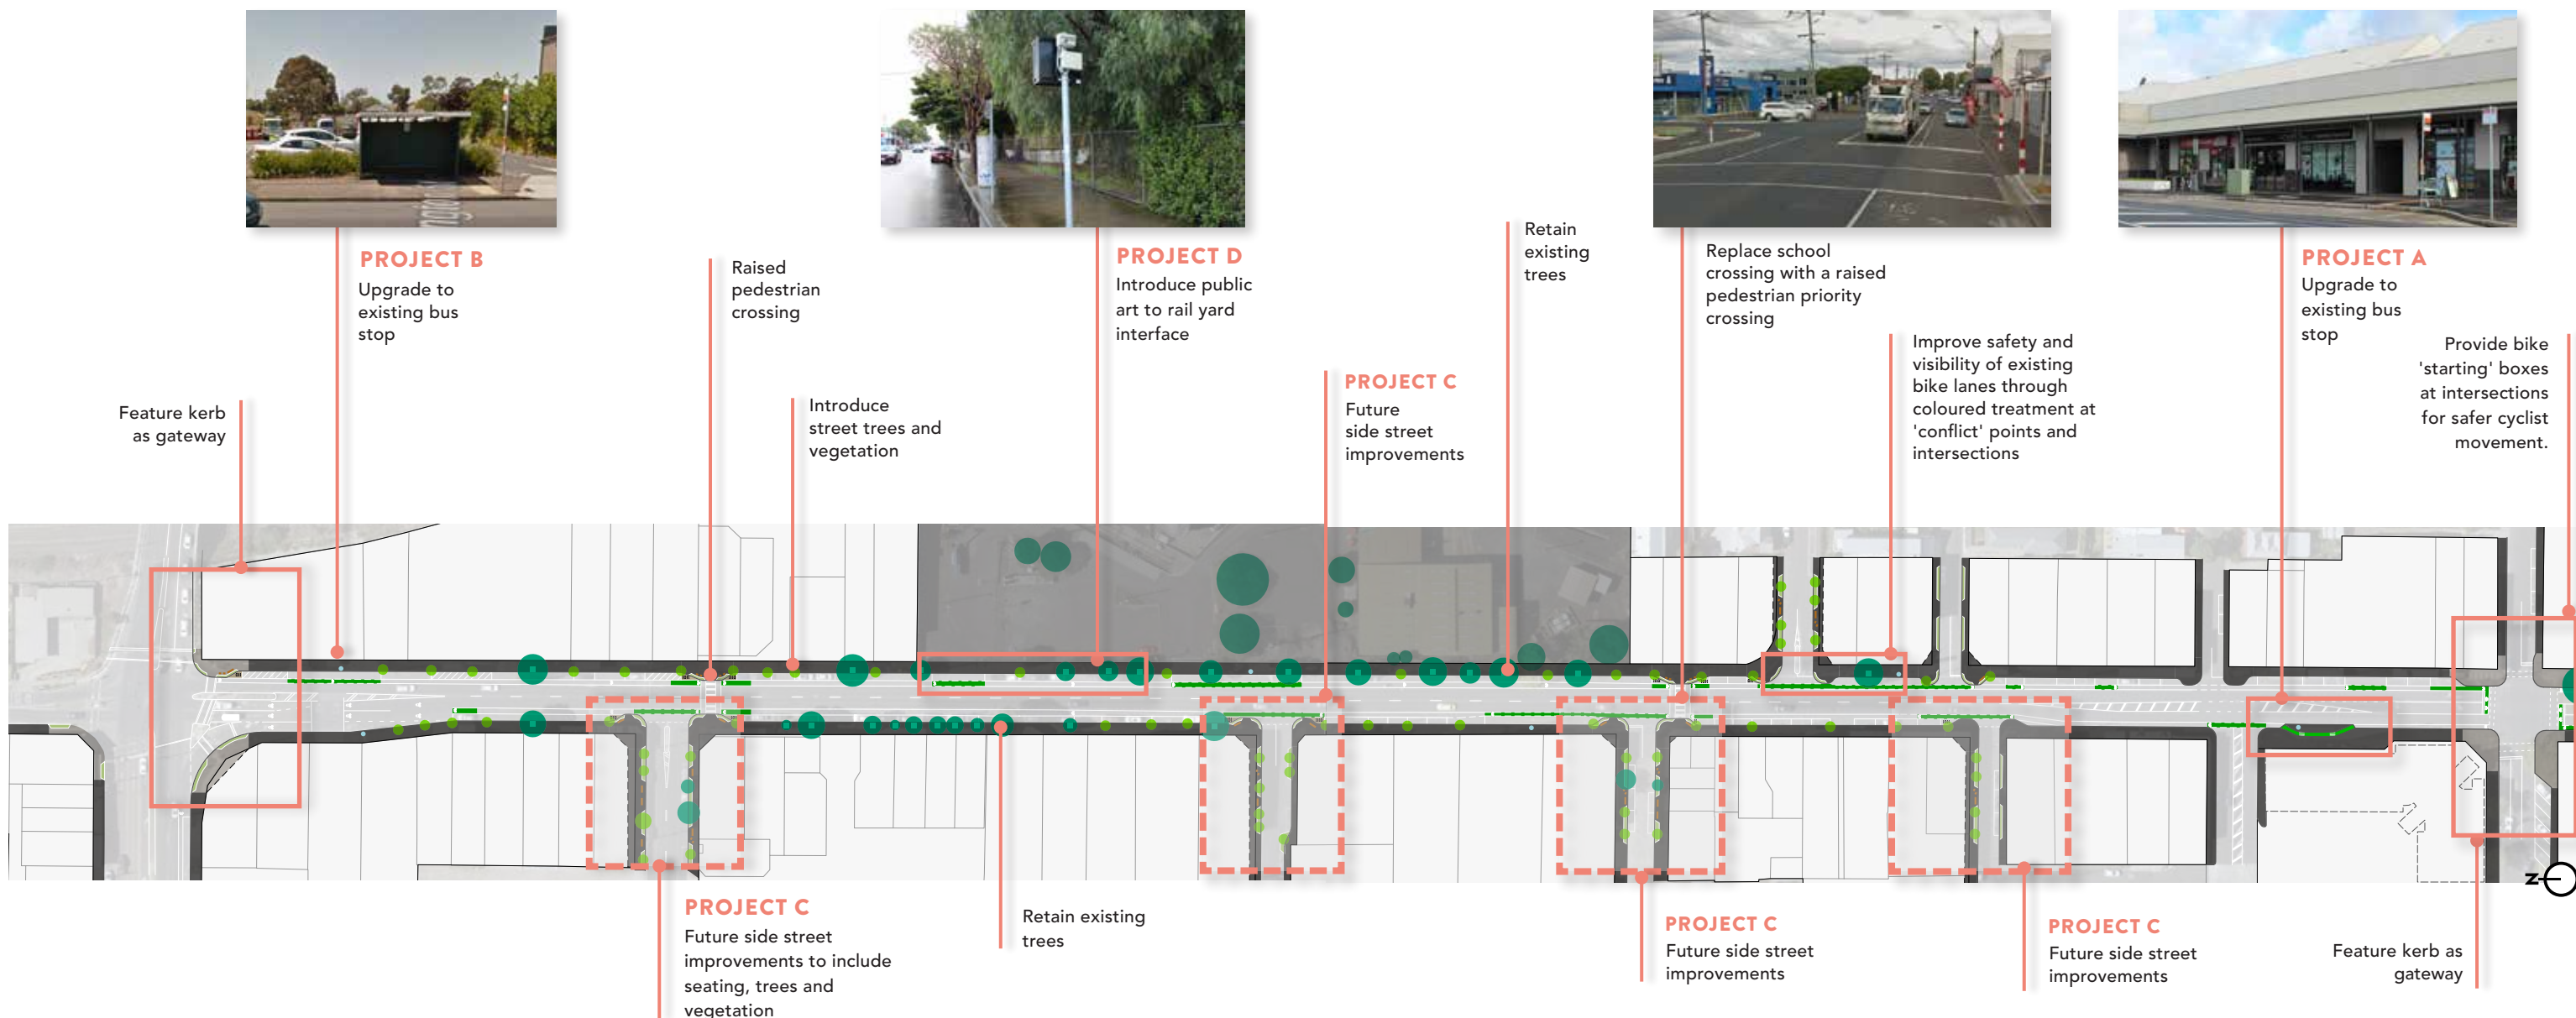 PROJECT B
Upgrade to
existing bus
stop
Raised
pedestrian
crossing
PROJECT D
Introduce public
art to rail yard
interface
Retain
existing
trees
Replace school
crossing with a raised
pedestrian priority
crossing
PROJECT A
Upgrade to
existing bus
stop
Improve safety and
visibility of existing
bike lanes through
coloured treatment at
'conflict' points and
intersections
Provide bike
'starting' boxes
at intersections
for safer cyclist
movement.
Feature kerb
as gateway
Introduce
street trees and
vegetation
PROJECT C
Future
side street
improvements
PROJECT C
Future side street
improvements to include
seating, trees and
vegetation
Retain existing
trees
PROJECT C
Future side street
improvements
PROJECT C
Future side street
improvements
Feature kerb as
gateway
Z